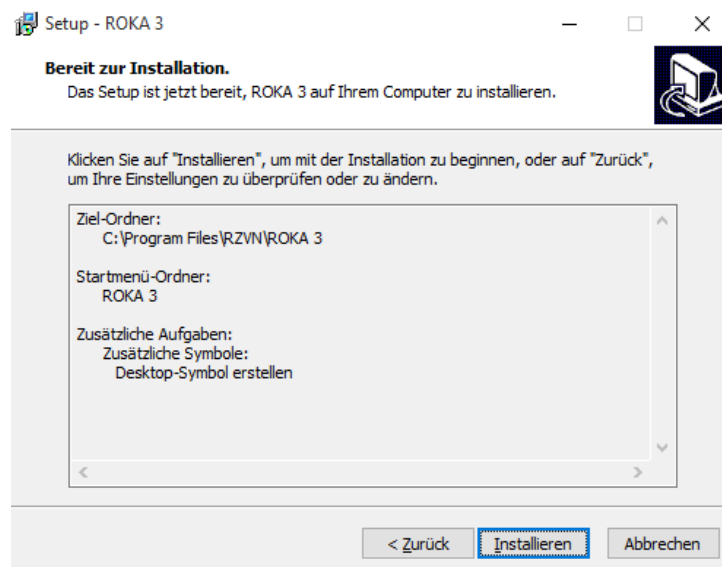 Setup - ROKA 3
Bereit zur Installation.
Das Setup ist jetzt bereit, ROKA 3 auf Ihrem Computer zu installieren.
Klicken Sie auf "Installieren", um mit der Installation zu beginnen, oder auf "Zurück",
um Ihre Einstellungen zu überprüfen oder zu ändern.
Ziel-Ordner:
C:\Program Files\RZVN\ROKA 3
Startmenü-Ordner:
ROKA 3
Zusätzliche Aufgaben:
Zusätzliche Symbole:
Desktop-Symbol erstellen
< Zurück
Installieren
Abbrechen